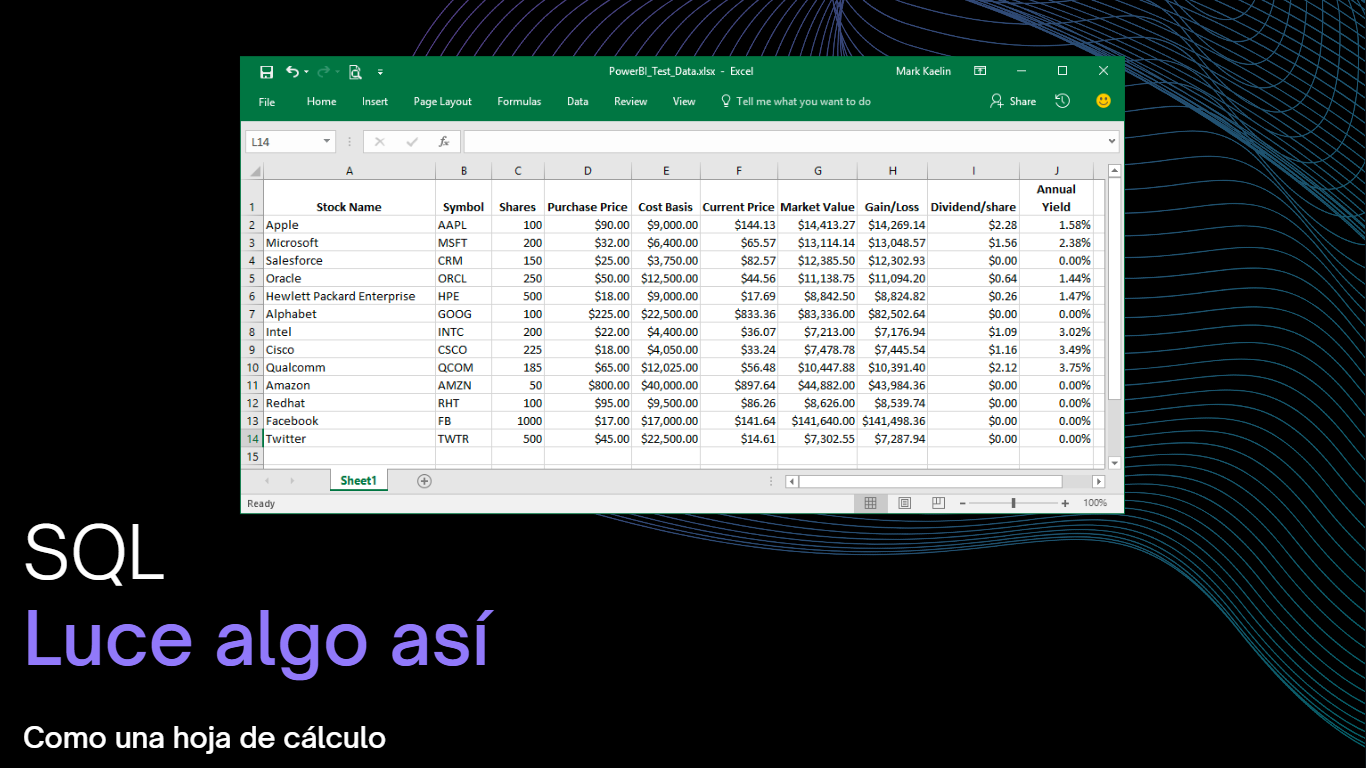 PowerBI_Test_Data.xlsx - Excel
Mark Kaelin
File Home Insert Page Layout Formulas Data Review View Tell me what you want to do Share
L14 fx
A B C D E F G H I J
1 Stock Name Symbol Shares Purchase Price Cost Basis Current Price Market Value Gain/Loss Dividend/share Annual Yield
2 Apple AAPL 100 $90.00 $9,000.00 $144.13 $14,413.27 $14,269.14 $2.28 1.58%
3 Microsoft MSFT 200 $32.00 $6,400.00 $65.57 $13,114.14 $13,048.57 $1.56 2.38%
4 Salesforce CRM 150 $25.00 $3,750.00 $82.57 $12,385.50 $12,302.93 $0.00 0.00%
5 Oracle ORCL 250 $50.00 $12,500.00 $44.56 $11,138.75 $11,094.20 $0.64 1.44%
6 Hewlett Packard Enterprise HPE 500 $18.00 $9,000.00 $17.69 $8,842.50 $8,824.82 $0.26 1.47%
7 Alphabet GOOG 100 $225.00 $22,500.00 $833.36 $83,336.00 $82,502.64 $0.00 0.00%
8 Intel INTC 200 $22.00 $4,400.00 $36.07 $7,213.00 $7,176.94 $1.09 3.02%
9 Cisco CSCO 225 $18.00 $4,050.00 $33.24 $7,478.78 $7,445.54 $1.16 3.49%
10 Qualcomm QCOM 185 $65.00 $12,025.00 $56.48 $10,447.88 $10,391.40 $2.12 3.75%
11 Amazon AMZN 50 $800.00 $40,000.00 $897.64 $44,882.00 $43,984.36 $0.00 0.00%
12 Redhat RHT 100 $95.00 $9,500.00 $86.26 $8,626.00 $8,539.74 $0.00 0.00%
13 Facebook FB 1000 $17.00 $17,000.00 $141.64 $141,640.00 $141,498.36 $0.00 0.00%
14 Twitter TWTR 500 $45.00 $22,500.00 $14.61 $7,302.55 $7,287.94 $0.00 0.00%
15
Sheet1
Ready 100%
SQL
Luce algo así
Como una hoja de cálculo